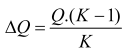 ΔQ = Q.(K − 1) / K